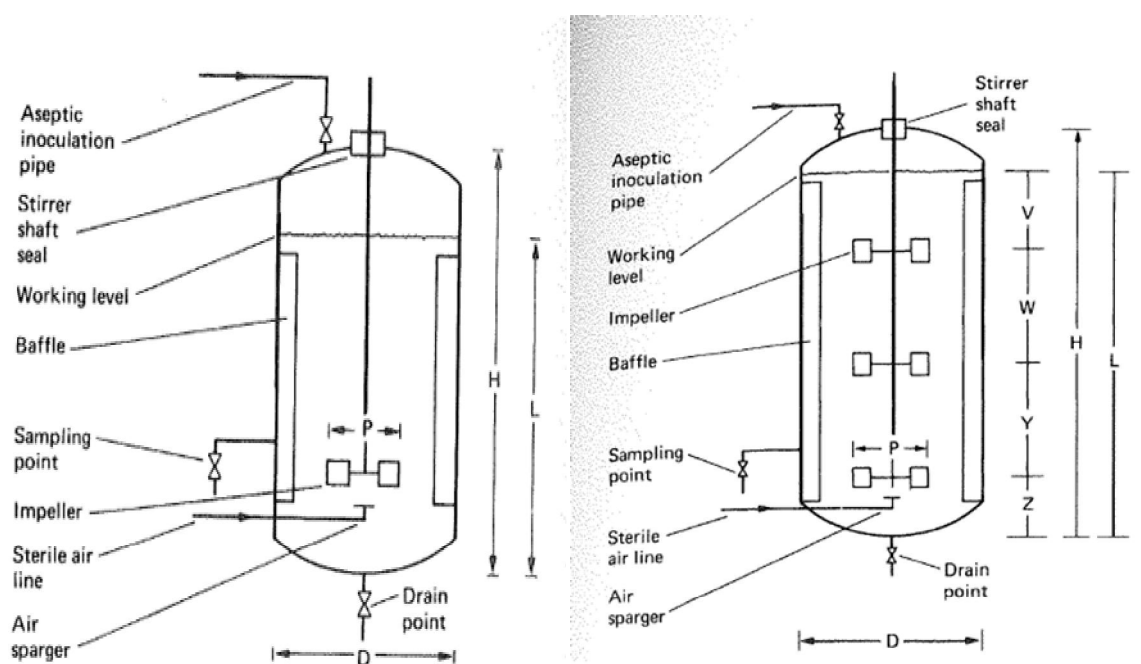 Aseptic
inoculation
pipe
Stirrer
shaft
seal
Working level
Baffle
Sampling
point
Impeller
Sterile air
line
Air
sparger
H
L
P
Drain
point
D
Stirrer
shaft
seal
Aseptic
inoculation
pipe
Working
level
Impeller
Baffle
Sampling
point
Sterile
air line
Air
sparger
V
W
H
L
Y
P
Z
Drain
point
D